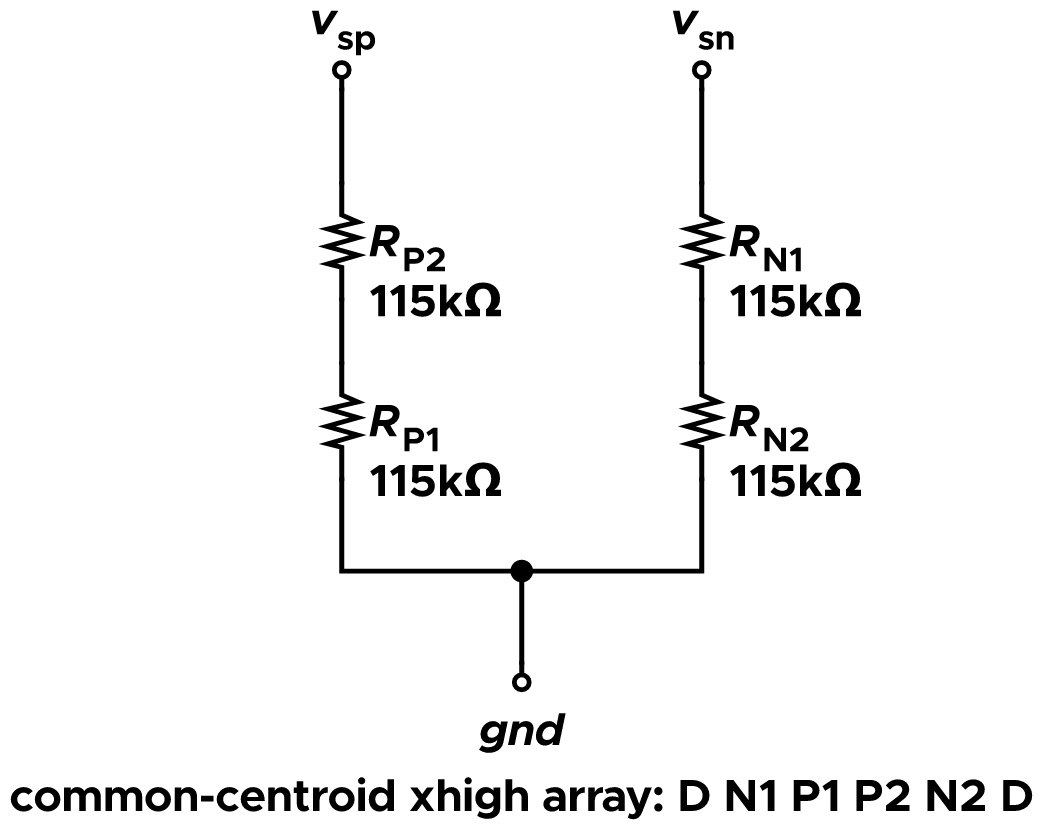 vsp vsn
RP2 RN1
115kΩ 115kΩ
RP1 RN2
115kΩ 115kΩ
gnd
common-centroid xhigh array: D N1 P1 P2 N2 D